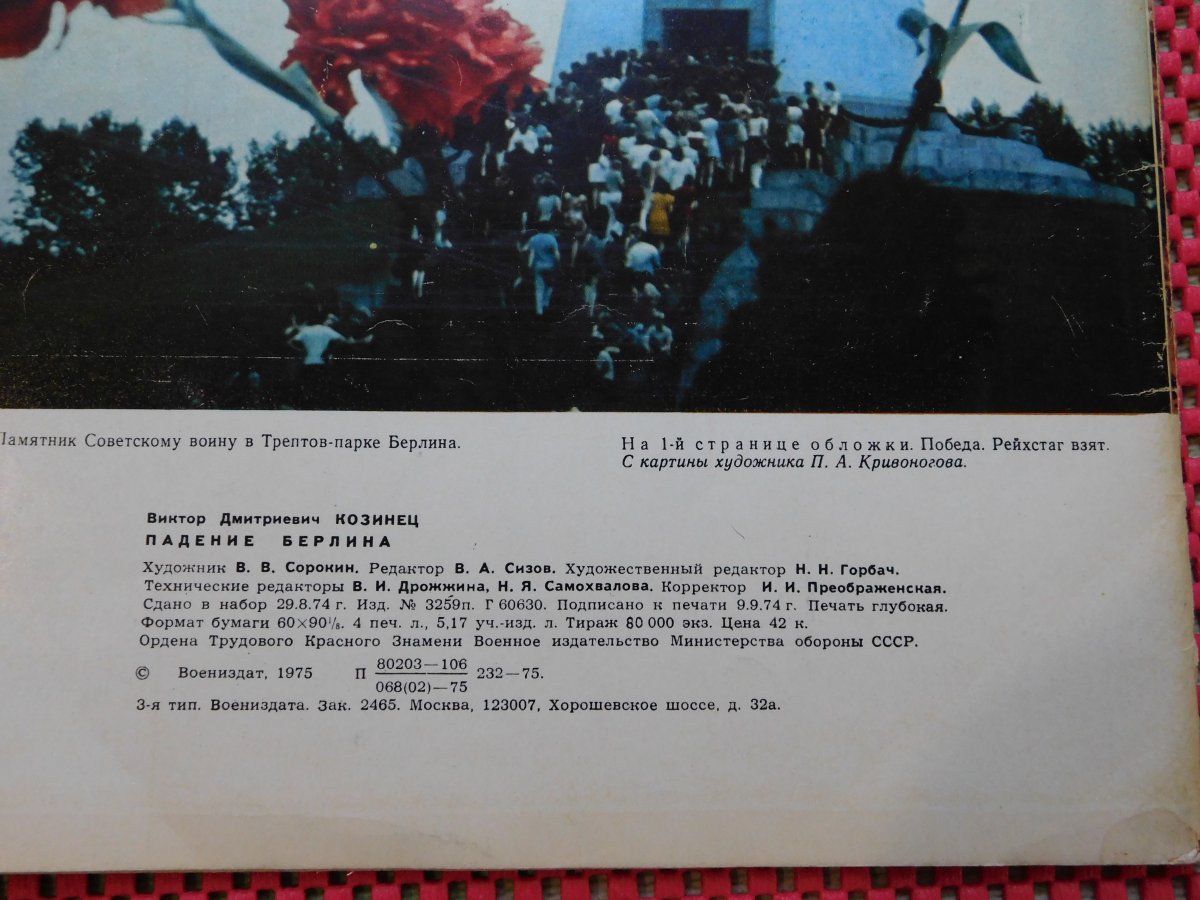 Памятник Советскому воину в Трептов-парке Берлина.
На 1-й странице обложки. Победа. Рейхстаг взят.
С картины художника П. А. Кривоногова.
Виктор Дмитриевич КОЗИНЕЦ
ПАДЕНИЕ БЕРЛИНА
Художник В. В. Сорокин. Редактор В. А. Сизов. Художественный редактор Н. Н. Горбач.
Технические редакторы В. И. Дрожжина, Н. Я. Самохвалова. Корректор И. И. Преображенская.
Сдано в набор 29.8.74 г. Изд. № 3259п. Г 60630. Подписано к печати 9.9.74 г. Печать глубокая.
Формат бумаги 60×90⅛. 4 печ. л., 5,17 уч.-изд. л. Тираж 80 000 экз. Цена 42 к.
Ордена Трудового Красного Знамени Военное издательство Министерства обороны СССР.
© Воениздат, 1975 П 80203—106
068(02)—75 232—75.
3-я тип. Воениздата. Зак. 2465. Москва, 123007, Хорошевское шоссе, д. 32а.